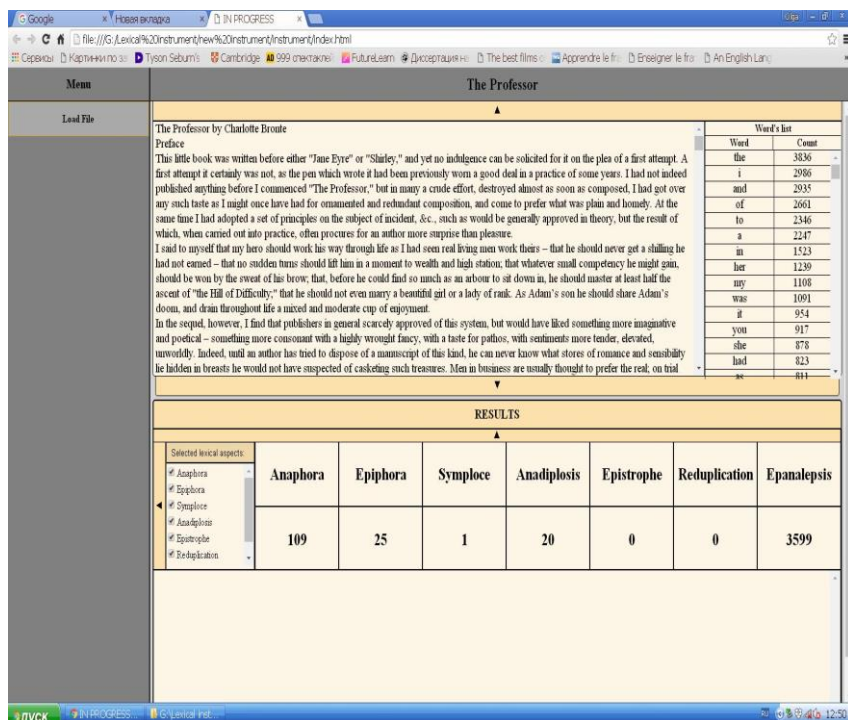 Google
Новая вкладка
IN PROGRESS
Olga
file:///G:/Lexical%20instrument/new%20instrument/Instrument/Index.html
Сервисы
Картинки по за
Tyson Seburn's
Cambridge
999 спектаклей
FutureLearn
Диссертация на
The best films o
Apprendre le fra
Enseigner le fra
An English Lang
Menu
The Professor
Load File
The Professor by Charlotte Bronte
Preface
This little book was written before either "Jane Eyre" or "Shirley," and yet no indulgence can be solicited for it on the plea of a first attempt. A
first attempt it certainly was not, as the pen which wrote it had been previously worn a good deal in a practice of some years. I had not indeed
published anything before I commenced "The Professor," but in many a crude effort, destroyed almost as soon as composed, I had got over
any such taste as I might once have had for ornamented and redundant composition, and come to prefer what was plain and homely. At the
same time I had adopted a set of principles on the subject of incident, &c., such as would be generally approved in theory, but the result of
which, when carried out into practice, often procures for an author more surprise than pleasure.
I said to myself that my hero should work his way through life as I had seen real living men work theirs – that he should never get a shilling he
had not earned – that no sudden turns should lift him in a moment to wealth and high station; that whatever small competency he might gain,
should be won by the sweat of his brow; that, before he could find so much as an arbour to sit down in, he should master at least half the
ascent of "the Hill of Difficulty;" that he should not even marry a beautiful girl or a lady of rank. As Adam's son he should share Adam's
doom, and drain throughout life a mixed and moderate cup of enjoyment.
In the sequel, however, I find that publishers in general scarcely approved of this system, but would have liked something more imaginative
and poetical – something more consonant with a highly wrought fancy, with a taste for pathos, with sentiments more tender, elevated,
unworldly. Indeed, until an author has tried to dispose of a manuscript of this kind, he can never know what stores of romance and sensibility
lie hidden in breasts he would not have suspected of casketing such treasures. Men in business are usually thought to prefer the real; on trial
Word's list
Word Count
the 3836
i 2986
and 2935
of 2661
to 2346
a 2247
in 1523
her 1239
my 1108
was 1091
it 954
you 917
she 878
had 823
as 811
RESULTS
Selected lexical aspects:
Anaphora
Epiphora
Symploce
Anadiplosis
Epistrophe
Reduplication
Anaphora Epiphora Symploce Anadiplosis Epistrophe Reduplication Epanalepsis
109 25 1 20 0 0 3599
пуск
IN PROGRESS...
G:\Lexical inst...
12:50